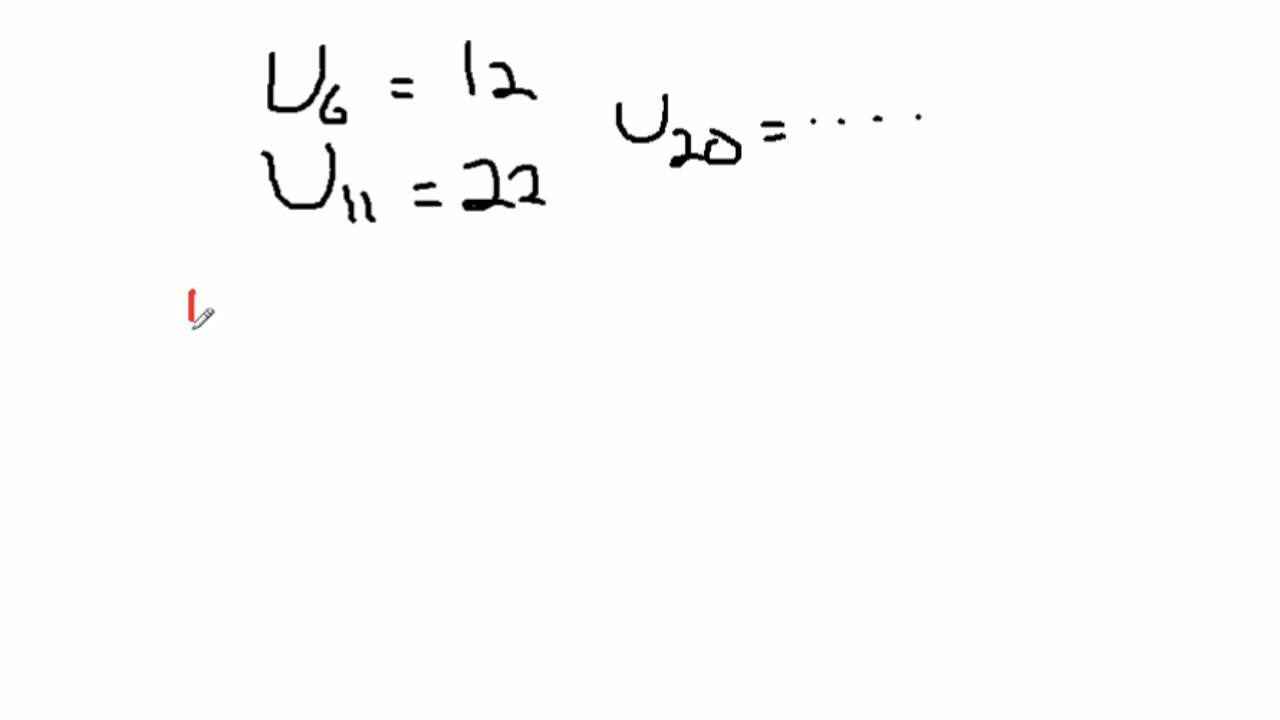 U₆ = 12
U₂₀ = ....
U₁₁ = 22